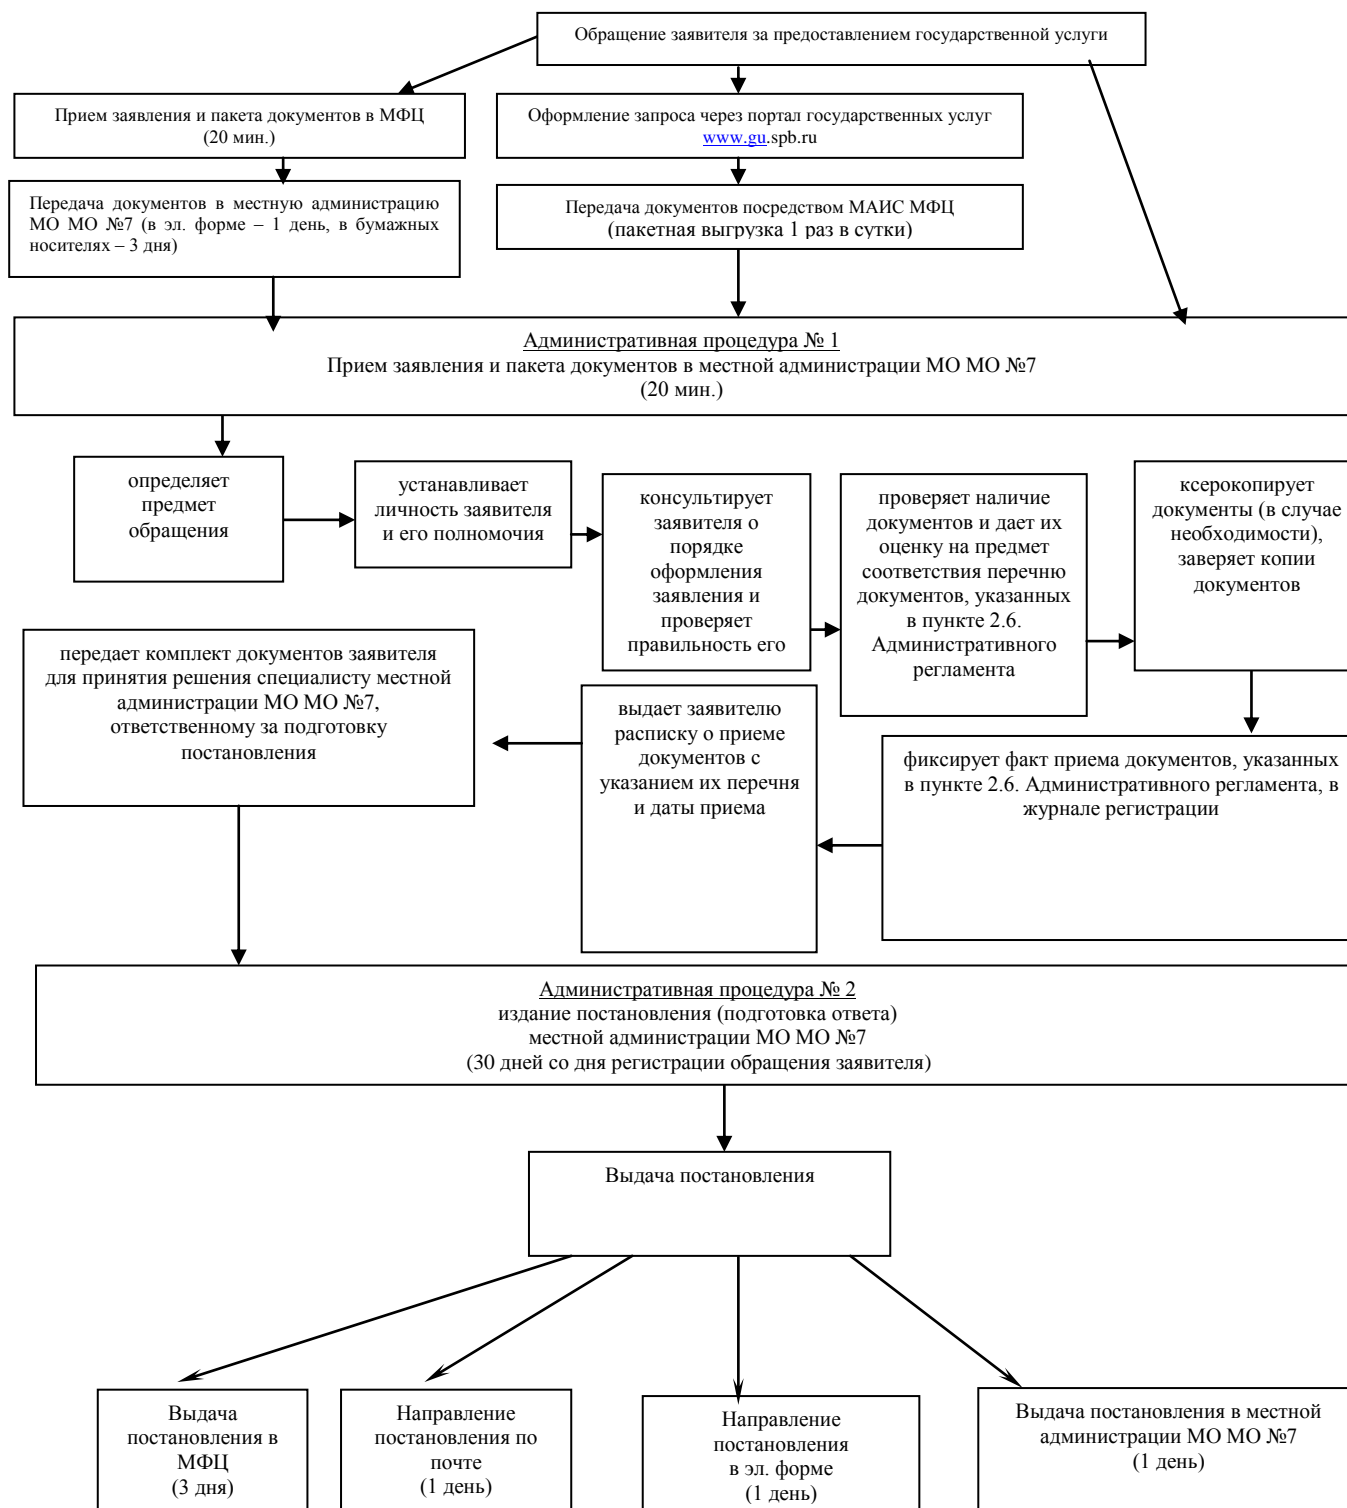 Обращение заявителя за предоставлением государственной услуги
Прием заявления и пакета документов в МФЦ
(20 мин.)
Оформление запроса через портал государственных услуг
www.gu.spb.ru
Передача документов в местную администрацию
МО МО №7 (в эл. форме – 1 день, в бумажных
носителях – 3 дня)
Передача документов посредством МАИС МФЦ
(пакетная выгрузка 1 раз в сутки)
Административная процедура № 1
Прием заявления и пакета документов в местной администрации МО МО №7
(20 мин.)
определяет
предмет
обращения
устанавливает
личность заявителя
и его полномочия
консультирует
заявителя о
порядке
оформления
заявления и
проверяет
правильность его
проверяет наличие
документов и дает их
оценку на предмет
соответствия перечню
документов, указанных
в пункте 2.6.
Административного
регламента
ксерокопирует
документы (в случае
необходимости),
заверяет копии
документов
передает комплект документов заявителя
для принятия решения специалисту местной
администрации МО МО №7,
ответственному за подготовку
постановления
выдает заявителю
расписку о приеме
документов с
указанием их перечня
и даты приема
фиксирует факт приема документов, указанных
в пункте 2.6. Административного регламента, в
журнале регистрации
Административная процедура № 2
издание постановления (подготовка ответа)
местной администрации МО МО №7
(30 дней со дня регистрации обращения заявителя)
Выдача постановления
Выдача
постановления в
МФЦ
(3 дня)
Направление
постановления по
почте
(1 день)
Направление
постановления
в эл. форме
(1 день)
Выдача постановления в местной
администрации МО МО №7
(1 день)